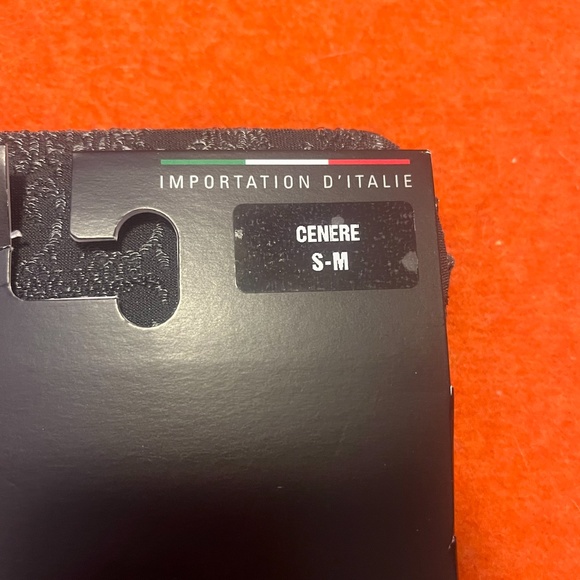 IMPORTATION D'ITALIE
CENERE
S-M